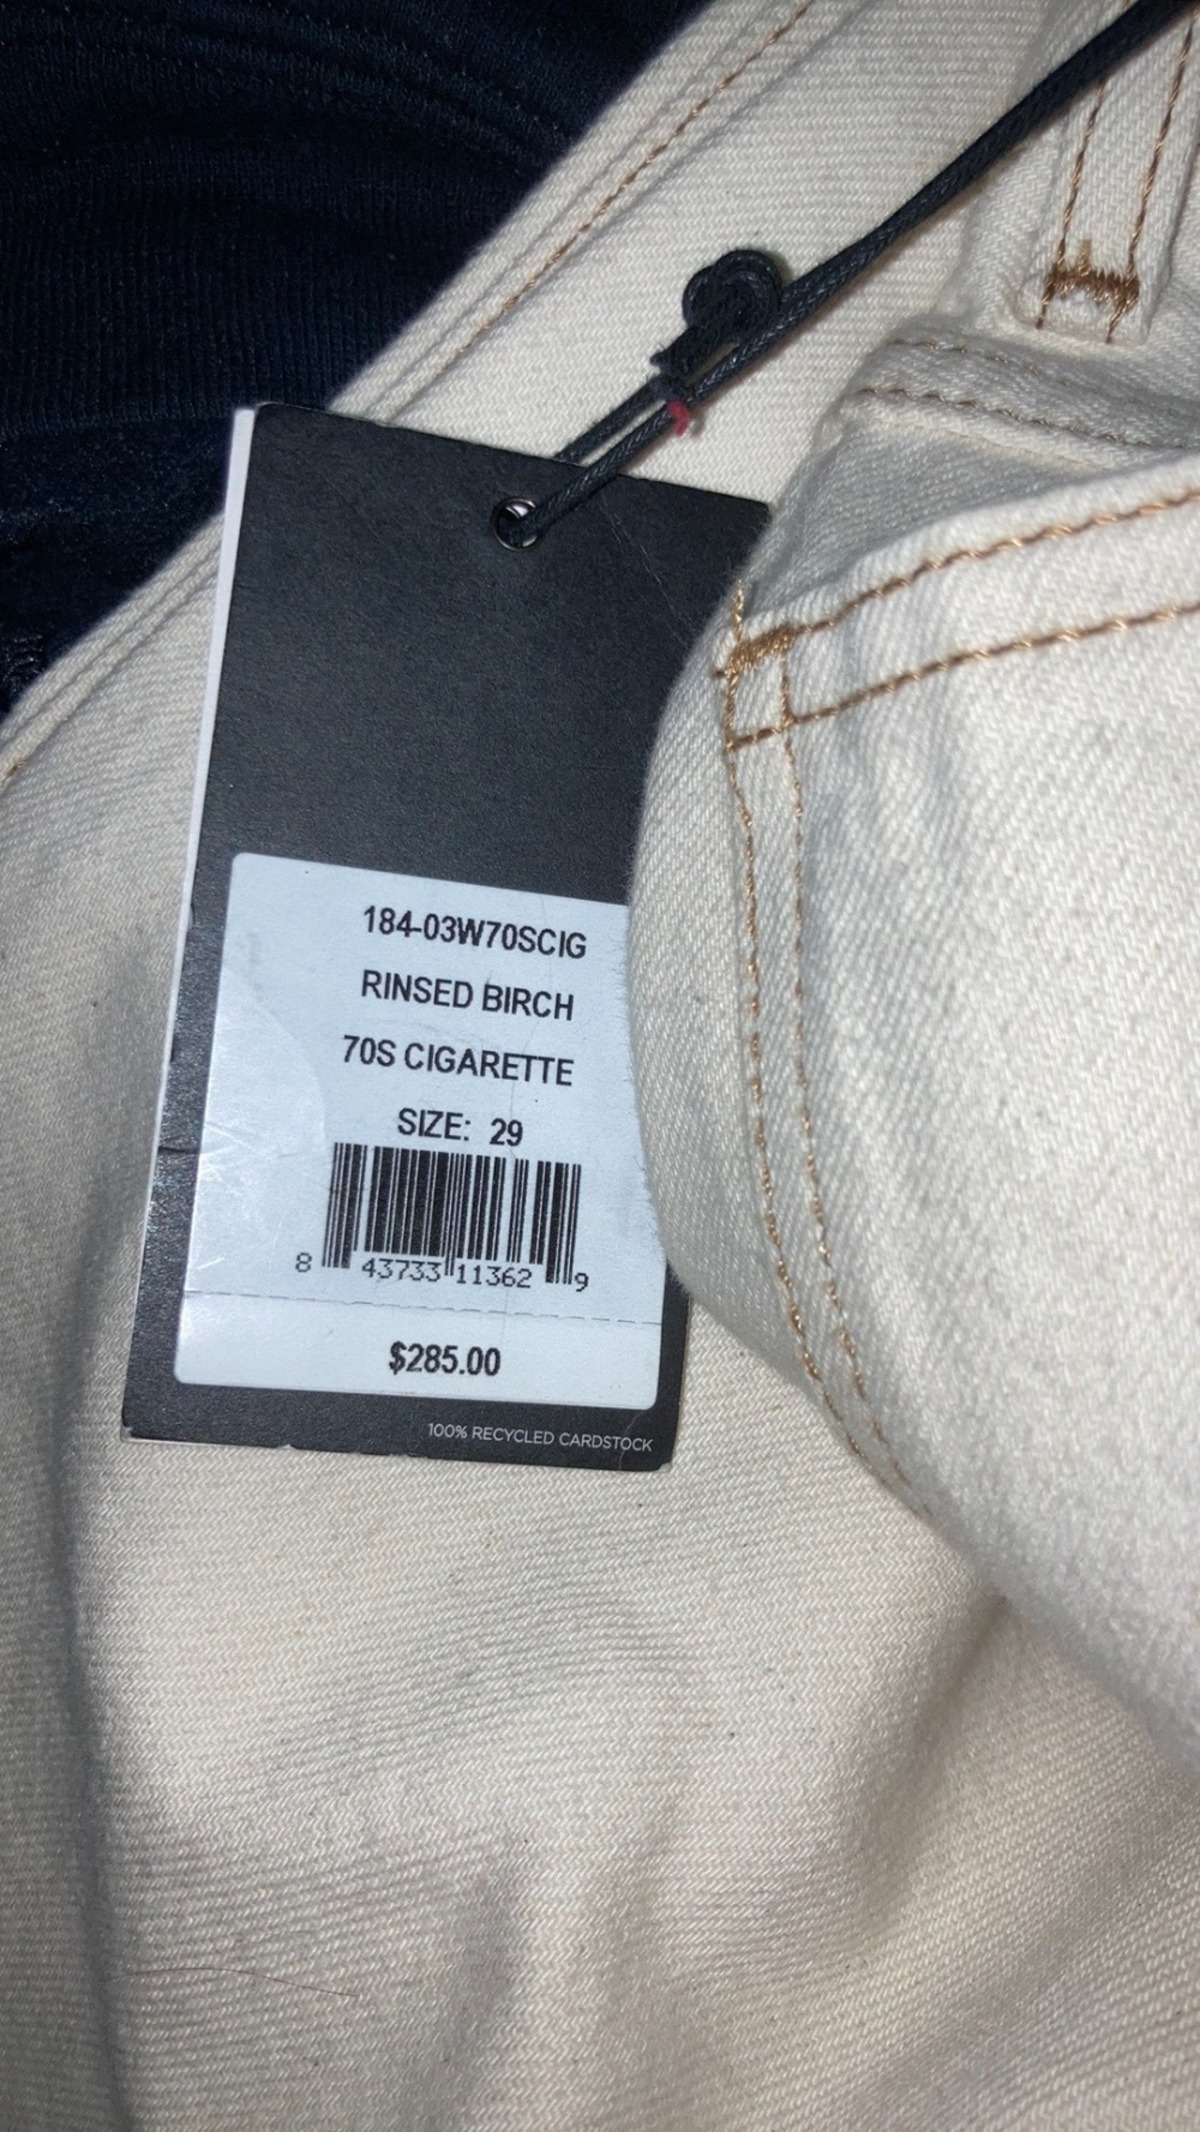 184-03W70SCIG
RINSED BIRCH
70S CIGARETTE
SIZE: 29
8 43733 11362 9
$285.00
100% RECYCLED CARDSTOCK